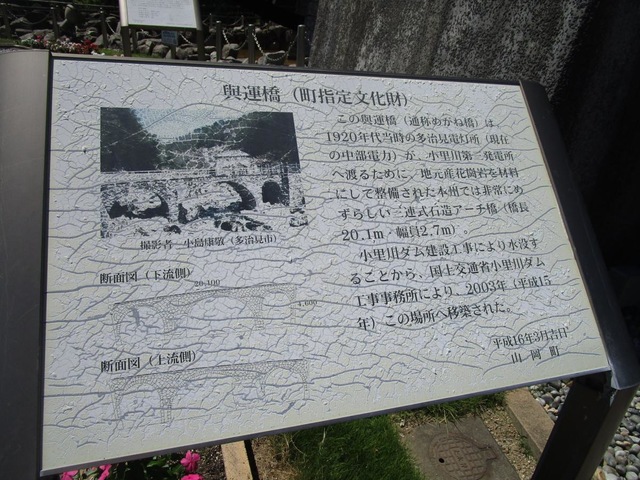 與運橋（町指定文化財）
この與運橋（通称めがね橋）は
1920年代当時の多治見電灯所（現在
の中部電力）が、小里川第一発電所
へ渡るために、地元産花崗岩を材料
にして整備された本州では非常にめ
ずらしい三連式石造アーチ橋（橋長
20.1m・幅員2.7m）。
小里川ダム建設工事により水没す
ることから、国土交通省小里川ダム
工事事務所により、2003年（平成15
年）この場所へ移築された。
平成16年3月吉日
山岡町
撮影者 小島康敬（多治見市）
断面図（下流側）
20,100
4,600
断面図（上流側）